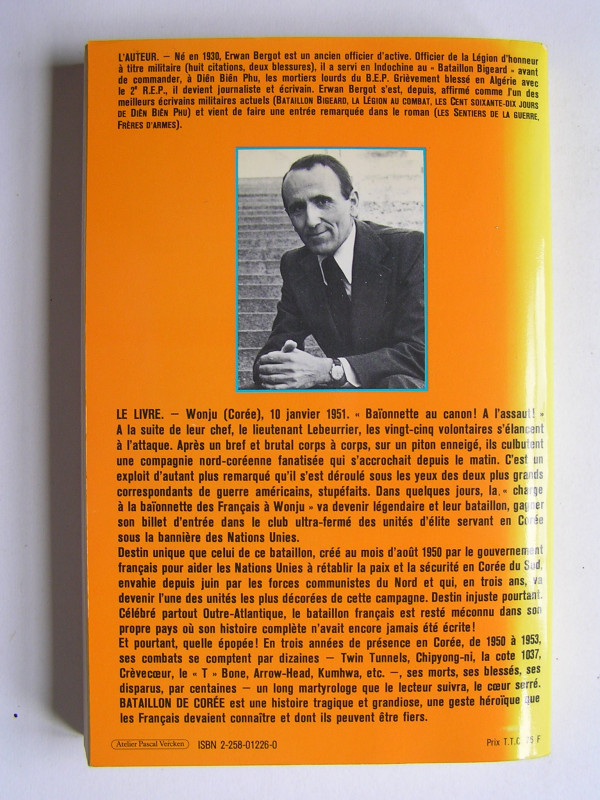 L'AUTEUR. – Né en 1930, Erwan Bergot est un ancien officier d'active. Officier de la Légion d'honneur
à titre militaire (huit citations, deux blessures), il a servi en Indochine au « Bataillon Bigeard » avant
de commander, à Diên Biên Phu, les mortiers lourds du B.E.P. Grièvement blessé en Algérie avec
le 2e R.E.P., il devient journaliste et écrivain. Erwan Bergot s'est, depuis, affirmé comme l'un des
meilleurs écrivains militaires actuels (BATAILLON BIGEARD, LA LÉGION AU COMBAT, LES CENT SOIXANTE-DIX JOURS
DE DIÊN BIÊN PHU) et vient de faire une entrée remarquée dans le roman (LES SENTIERS DE LA GUERRE,
FRÈRES D'ARMES).
LE LIVRE. – Wonju (Corée), 10 janvier 1951. « Baïonnette au canon! A l'assaut! »
A la suite de leur chef, le lieutenant Lebeurrier, les vingt-cinq volontaires s'élancent
à l'attaque. Après un bref et brutal corps à corps, sur un piton enneigé, ils culbutent
une compagnie nord-coréenne fanatisée qui s'accrochait depuis le matin. C'est un
exploit d'autant plus remarqué qu'il s'est déroulé sous les yeux des deux plus grands
correspondants de guerre américains, stupéfaits. Dans quelques jours, la « charge
à la baïonnette des Français à Wonju » va devenir légendaire et leur bataillon, gagner
son billet d'entrée dans le club ultra-fermé des unités d'élite servant en Corée
sous la bannière des Nations Unies.
Destin unique que celui de ce bataillon, créé au mois d'août 1950 par le gouvernement
français pour aider les Nations Unies à rétablir la paix et la sécurité en Corée du Sud,
envahie depuis juin par les forces communistes du Nord et qui, en trois ans, va
devenir l'une des unités les plus décorées de cette campagne. Destin injuste pourtant.
Célébré partout Outre-Atlantique, le bataillon français est resté méconnu dans son
propre pays où son histoire complète n'avait encore jamais été écrite!
Et pourtant, quelle épopée! En trois années de présence en Corée, de 1950 à 1953,
ses combats se comptent par dizaines – Twin Tunnels, Chipyong-ni, la cote 1037,
Crèvecœur, le « T » Bone, Arrow-Head, Kumhwa, etc. –, ses morts, ses blessés, ses
disparus, par centaines – un long martyrologe que le lecteur suivra, le cœur serré.
BATAILLON DE CORÉE est une histoire tragique et grandiose, une geste héroïque que
les Français devaient connaître et dont ils peuvent être fiers.
Atelier Pascal Vercken ISBN 2-258-01226-0 Prix T.T.C. 75 F